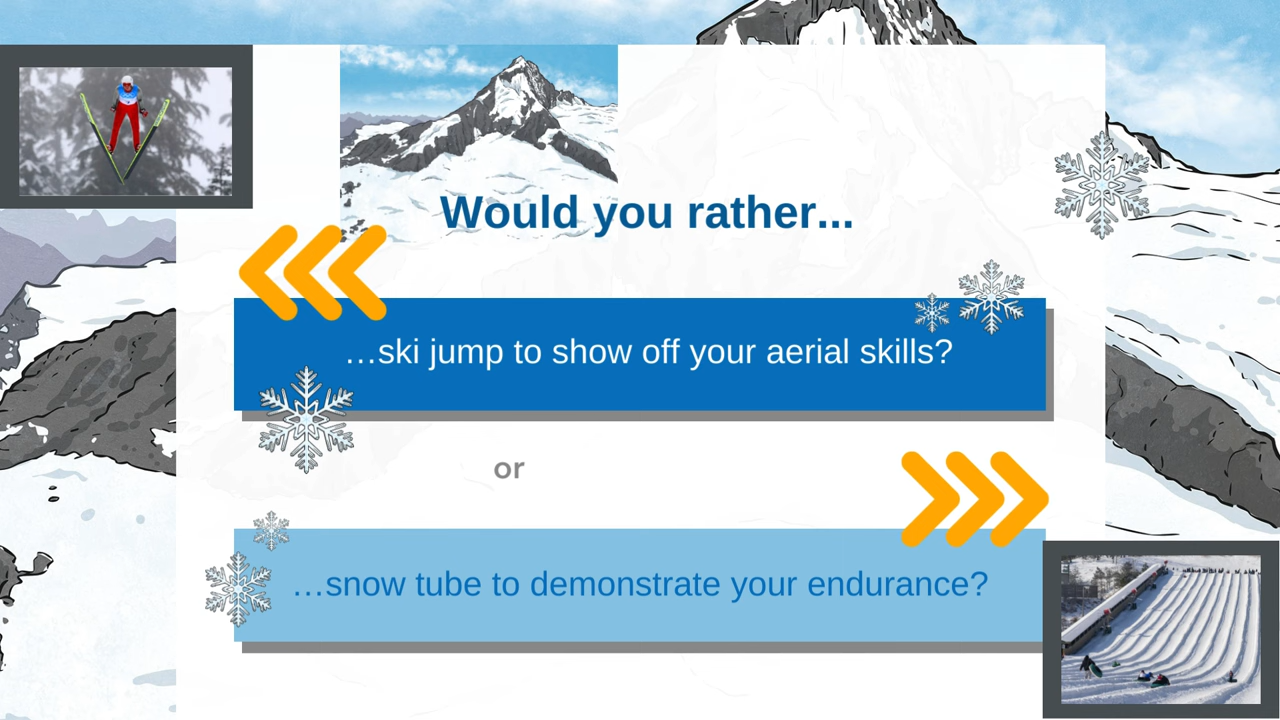 Would you rather...
…ski jump to show off your aerial skills?
or
…snow tube to demonstrate your endurance?